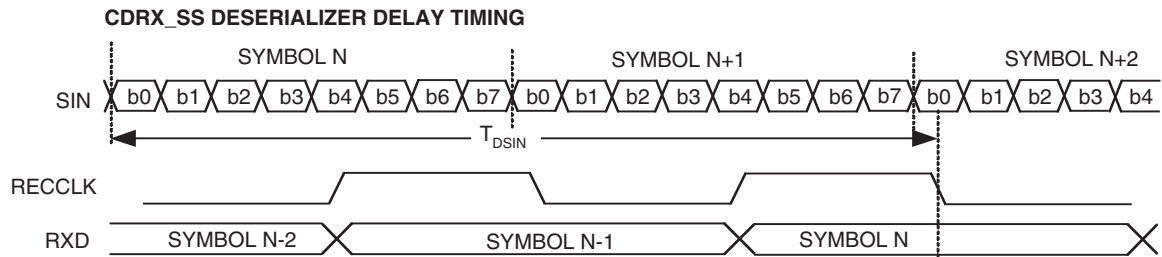 CDRX_SS DESERIALIZER DELAY TIMING
SYMBOL N SYMBOL N+1 SYMBOL N+2
SIN b0 b1 b2 b3 b4 b5 b6 b7 b0 b1 b2 b3 b4 b5 b6 b7 b0 b1 b2 b3 b4
TDSIN
RECCLK
RXD SYMBOL N-2 SYMBOL N-1 SYMBOL N